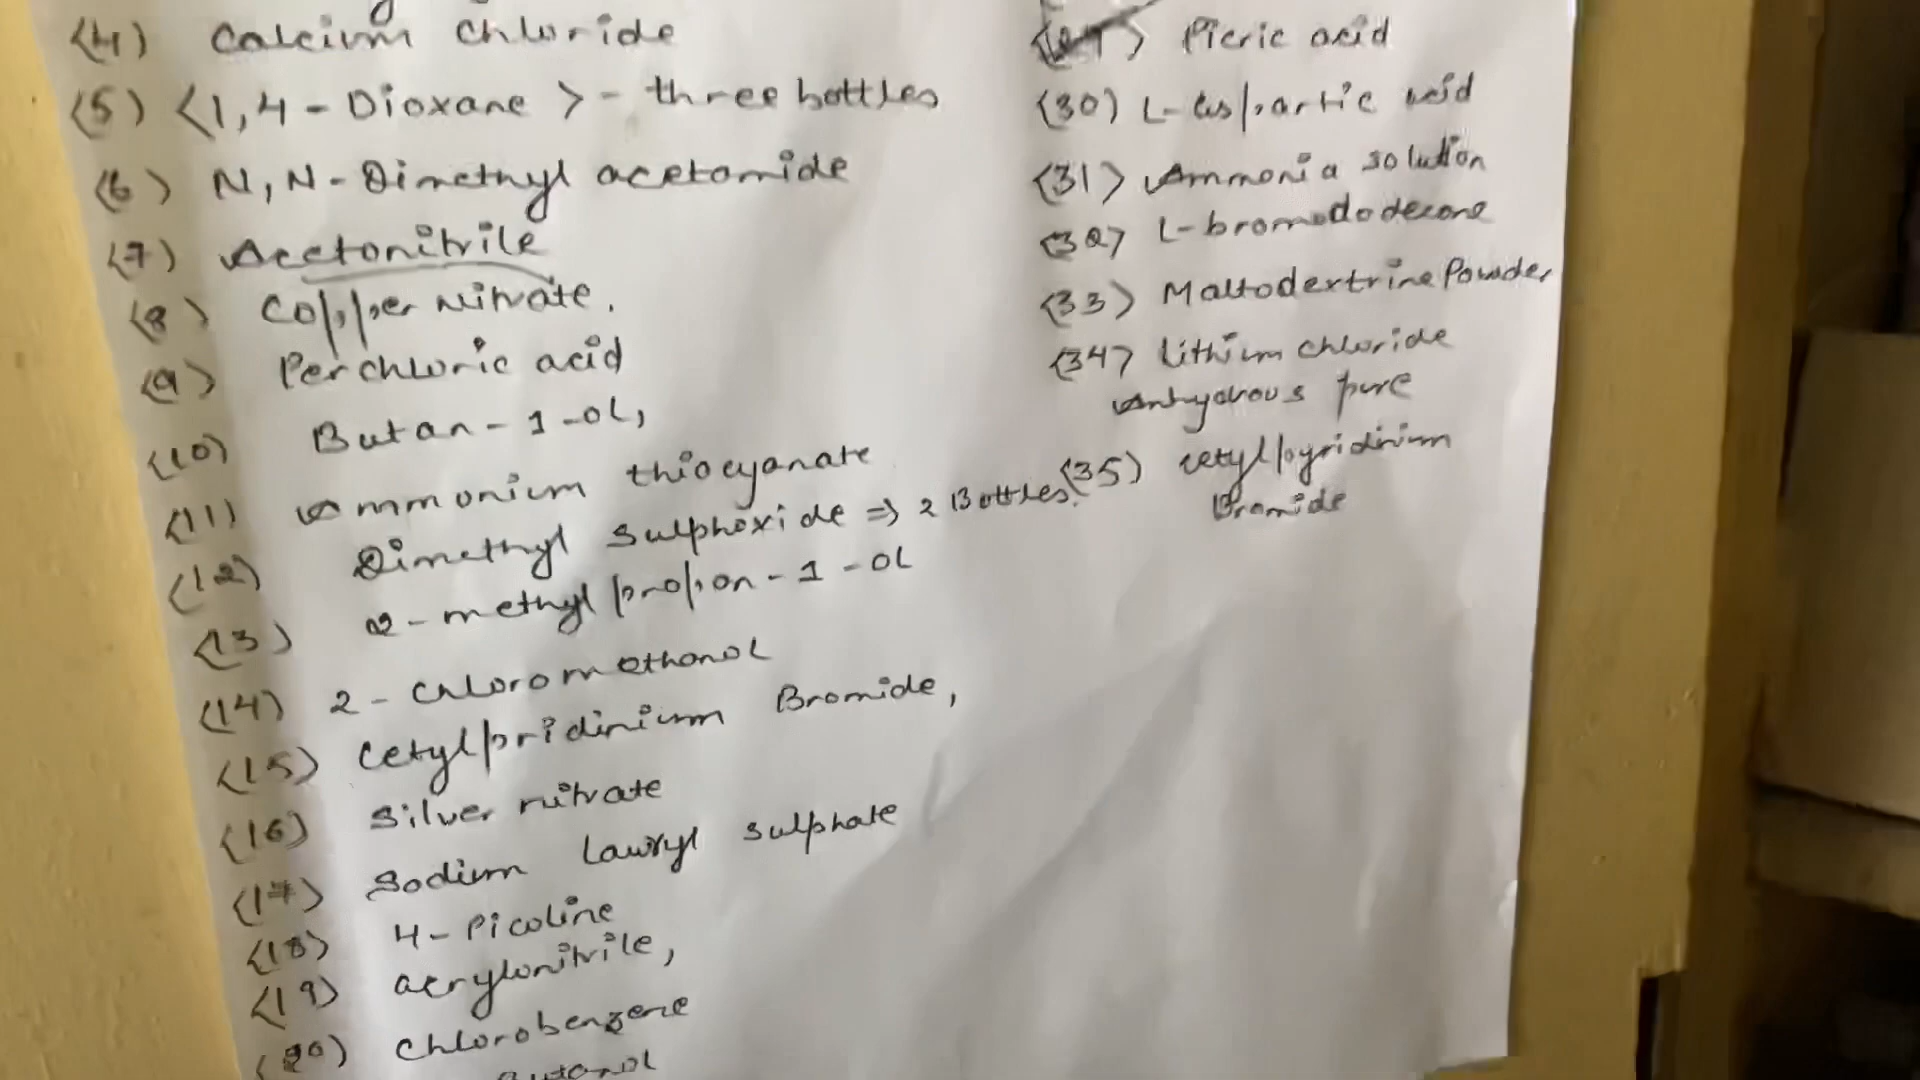 (4) Calcium chloride
(5) <1,4-Dioxane> - three bottles
(6) N,N-Dimethyl acetamide
(7) Acetonitrile
(8) Copper Nitrate.
(9) Perchloric acid
(10) Butan-1-OL,
(11) Ammonium thiocyanate
(12) Dimethyl sulphoxide => 2 Bottles.
(13) 2-methyl propan-1-OL
(14) 2-Chloromethanol
(15) Cetylpridinium Bromide,
(16) Silver nitrate
(17) Sodium Lauryl sulphate
(18) 4-Picoline
(19) acrylonitrile,
(20) Chlorobenzene
Picric acid
(30) L-Aspartic acid
(31) Ammonia solution
(32) L-bromododecane
(33) Maltodextrine Powder
(34) Lithium chloride
Anhydrous pure
(35) cetylpyridinium
Bromide